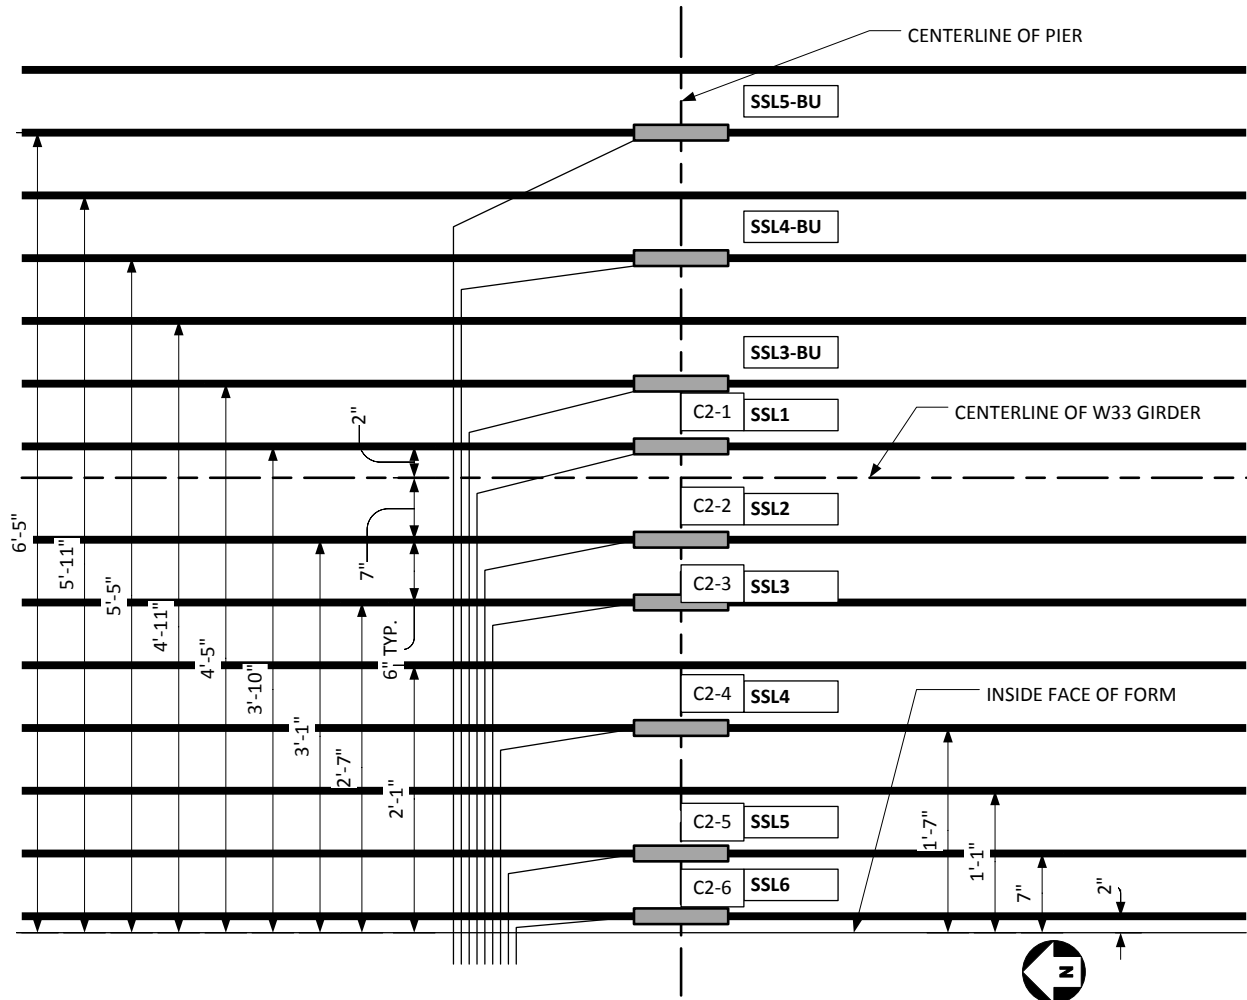 CENTERLINE OF PIER
SSL5-BU
SSL4-BU
SSL3-BU
C2-1 SSL1
2"
CENTERLINE OF W33 GIRDER
C2-2 SSL2
6'-5"
5'-11"
5'-5"
4'-11"
4'-5"
3'-10"
3'-1"
2'-7"
2'-1"
7"
6" TYP.
C2-3 SSL3
C2-4 SSL4
INSIDE FACE OF FORM
C2-5 SSL5
C2-6 SSL6
1'-7"
1'-1"
7"
2"
N